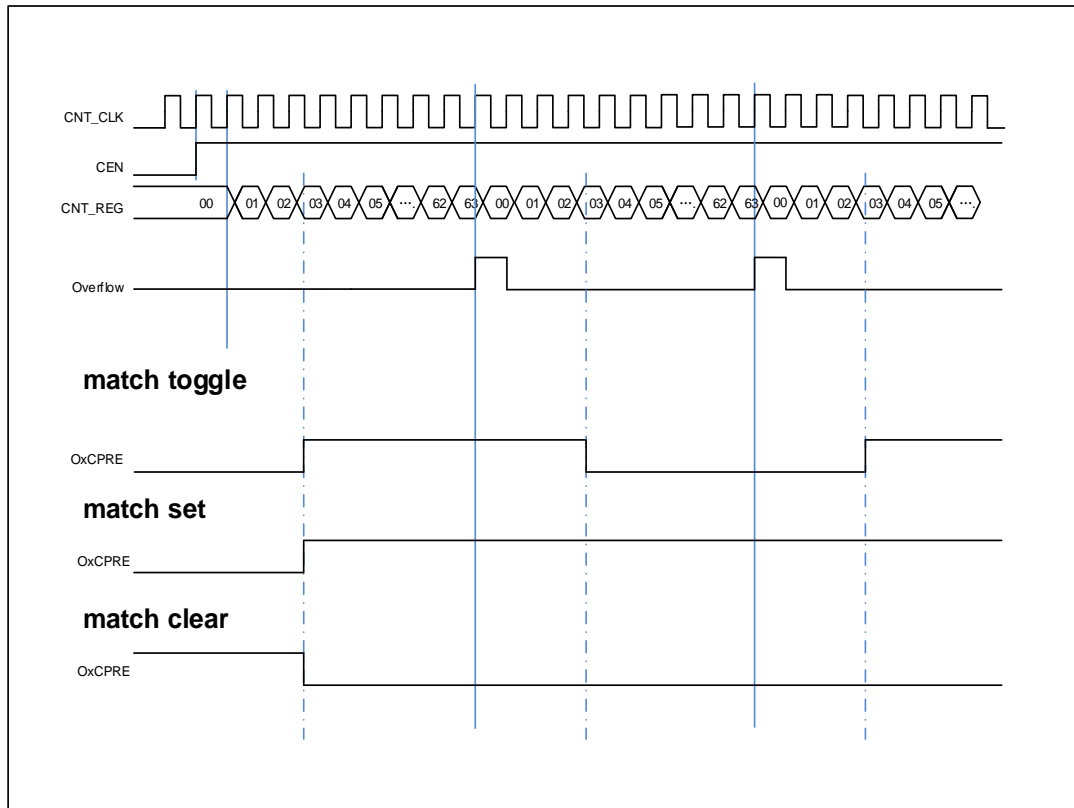 CNT_CLK
CEN
CNT_REG 00 01 02 03 04 05 .... 62 63 00 01 02 03 04 05 .... 62 63 00 01 02 03 04 05 ....
Overflow
match toggle
OxCPRE
match set
OxCPRE
match clear
OxCPRE